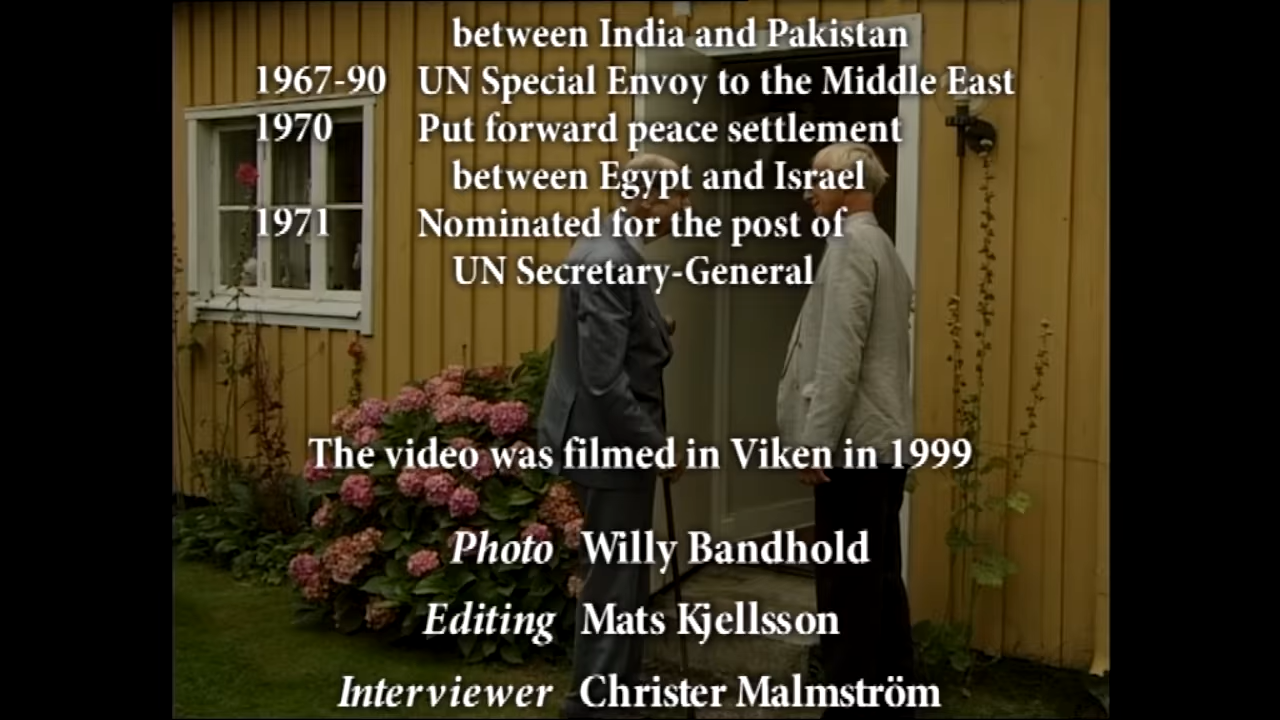 between India and Pakistan
1967-90 UN Special Envoy to the Middle East
1970 Put forward peace settlement
between Egypt and Israel
1971 Nominated for the post of
UN Secretary-General
The video was filmed in Viken in 1999
Photo Willy Bandhold
Editing Mats Kjellsson
Interviewer Christer Malmström